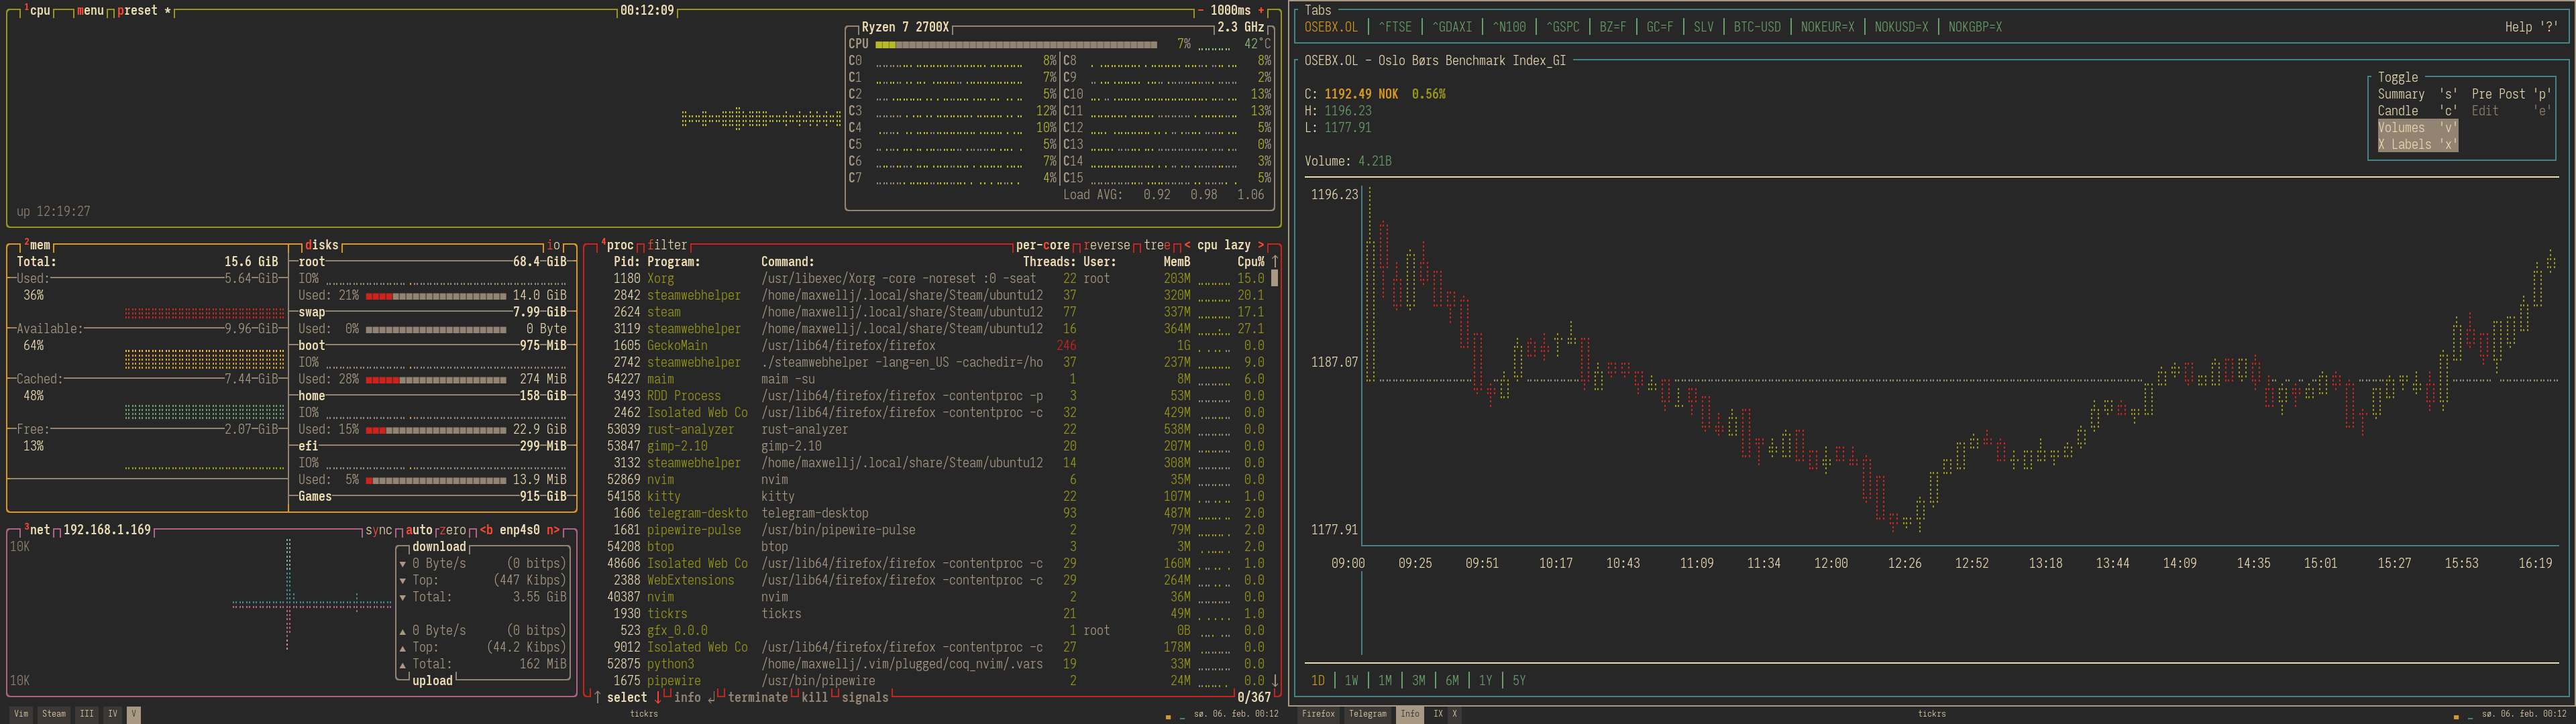 ¹cpu menu preset * 00:12:09 - 1000ms +
Ryzen 7 2700X 2.3 GHz
CPU 7% 42°C
C0 8% C8 8%
C1 7% C9 2%
C2 5% C10 13%
C3 12% C11 13%
C4 10% C12 5%
C5 5% C13 0%
C6 7% C14 3%
C7 4% C15 5%
Load AVG: 0.92 0.98 1.06
up 12:19:27
²mem
Total: 15.6 GiB
Used: 5.64 GiB
36%
Available: 9.96 GiB
64%
Cached: 7.44 GiB
48%
Free: 2.07 GiB
13%
disks io
root 68.4 GiB
IO%
Used: 21% 14.0 GiB
swap 7.99 GiB
Used: 0% 0 Byte
boot 975 MiB
IO%
Used: 28% 274 MiB
home 158 GiB
IO%
Used: 15% 22.9 GiB
efi 299 MiB
IO%
Used: 5% 13.9 MiB
Games 915 GiB
³net 192.168.1.169 sync auto zero <b enp4s0 n>
10K
download
▼ 0 Byte/s (0 bitps)
▼ Top: (447 Kibps)
▼ Total: 3.55 GiB
▲ 0 Byte/s (0 bitps)
▲ Top: (44.2 Kibps)
▲ Total: 162 MiB
upload
10K
⁴proc filter per-core reverse tree < cpu lazy >
Pid: Program: Command: Threads: User: MemB Cpu% ↑
1180 Xorg /usr/libexec/Xorg -core -noreset :0 -seat 22 root 203M 15.0
2842 steamwebhelper /home/maxwellj/.local/share/Steam/ubuntu12 37 320M 20.1
2624 steam /home/maxwellj/.local/share/Steam/ubuntu12 77 337M 17.1
3119 steamwebhelper /home/maxwellj/.local/share/Steam/ubuntu12 16 364M 27.1
1605 GeckoMain /usr/lib64/firefox/firefox 246 1G 0.0
2742 steamwebhelper ./steamwebhelper -lang=en_US -cachedir=/ho 37 237M 9.0
54227 maim maim -su 1 8M 6.0
3493 RDD Process /usr/lib64/firefox/firefox -contentproc -p 3 53M 0.0
2462 Isolated Web Co /usr/lib64/firefox/firefox -contentproc -c 32 429M 0.0
53039 rust-analyzer rust-analyzer 22 538M 0.0
53847 gimp-2.10 gimp-2.10 20 207M 0.0
3132 steamwebhelper /home/maxwellj/.local/share/Steam/ubuntu12 14 308M 0.0
52869 nvim nvim 6 35M 0.0
54158 kitty kitty 22 107M 1.0
1606 telegram-deskto telegram-desktop 93 487M 2.0
1681 pipewire-pulse /usr/bin/pipewire-pulse 2 79M 2.0
54208 btop btop 3 3M 2.0
48606 Isolated Web Co /usr/lib64/firefox/firefox -contentproc -c 29 160M 1.0
2388 WebExtensions /usr/lib64/firefox/firefox -contentproc -c 29 264M 0.0
40387 nvim nvim 2 36M 0.0
1930 tickrs tickrs 21 49M 1.0
523 gfx_0.0.0 1 root 0B 0.0
9012 Isolated Web Co /usr/lib64/firefox/firefox -contentproc -c 27 178M 0.0
52875 python3 /home/maxwellj/.vim/plugged/coq_nvim/.vars 19 33M 0.0
1675 pipewire /usr/bin/pipewire 2 24M 0.0 ↓
↑ select ↓ info ↲ terminate kill signals 0/367
Vim Steam III IV V tickrs sø. 06. feb. 00:12
Tabs
OSEBX.OL | ^FTSE | ^GDAXI | ^N100 | ^GSPC | BZ=F | GC=F | SLV | BTC-USD | NOKEUR=X | NOKUSD=X | NOKGBP=X Help '?'
OSEBX.OL - Oslo Børs Benchmark Index_GI
C: 1192.49 NOK 0.56%
H: 1196.23
L: 1177.91
Volume: 4.21B
Toggle
Summary 's' Pre Post 'p'
Candle 'c' Edit 'e'
Volumes 'v'
X Labels 'x'
1196.23
1187.07
1177.91
09:00 09:25 09:51 10:17 10:43 11:09 11:34 12:00 12:26 12:52 13:18 13:44 14:09 14:35 15:01 15:27 15:53 16:19
1D | 1W | 1M | 3M | 6M | 1Y | 5Y
Firefox Telegram Info IX X tickrs sø. 06. feb. 00:12